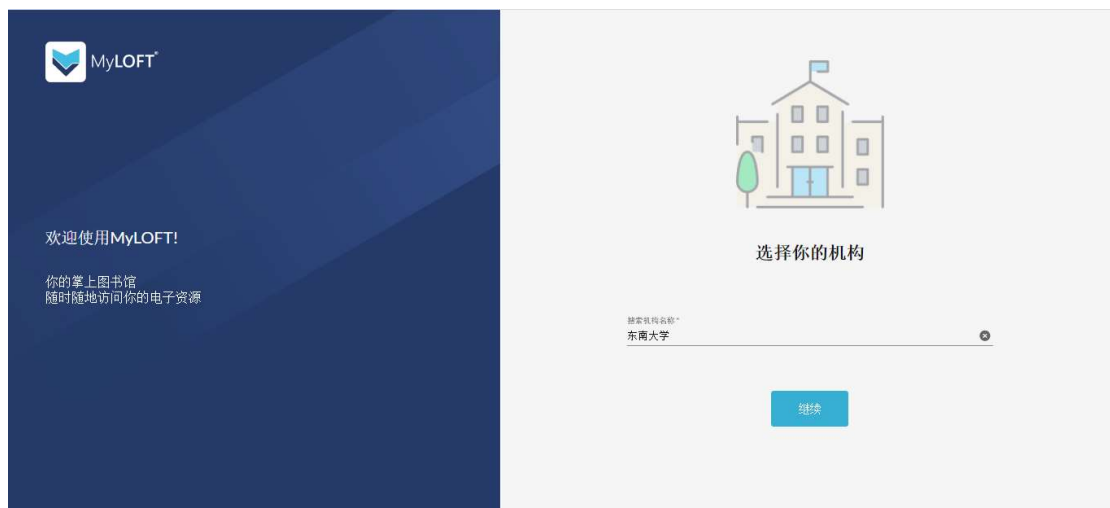 MyLOFT®
欢迎使用MyLOFT!
你的掌上图书馆
随时随地访问你的电子资源
选择你的机构
搜索机构名称*
东南大学
继续